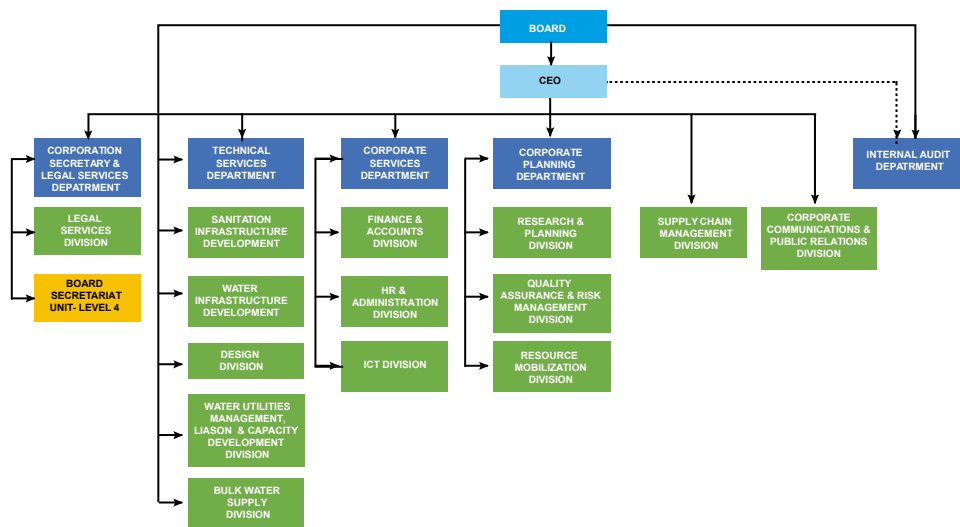 BOARD
CEO
CORPORATION
SECRETARY &
LEGAL SERVICES
DEPATRMENT
TECHNICAL
SERVICES
DEPARTMENT
CORPORATE
SERVICES
DEPARTMENT
CORPORATE
PLANNING
DEPARTMENT
INTERNAL AUDIT
DEPATRMENT
LEGAL
SERVICES
DIVISION
SANITATION
INFRASTRUCTURE
DEVELOPMENT
FINANCE &
ACCOUNTS
DIVISION
RESEARCH &
PLANNING
DIVISION
SUPPLY CHAIN
MANAGEMENT
DIVISION
CORPORATE
COMMUNICATIONS &
PUBLIC RELATIONS
DIVISION
BOARD
SECRETARIAT
UNIT- LEVEL 4
WATER
INFRASTRUCTURE
DEVELOPMENT
HR &
ADMINISTRATION
DIVISION
QUALITY
ASSURANCE & RISK
MANAGEMENT
DIVISION
DESIGN
DIVISION
ICT DIVISION
RESOURCE
MOBILIZATION
DIVISION
WATER UTILITIES
MANAGEMENT,
LIASON & CAPACITY
DEVELOPMENT
DIVISION
BULK WATER
SUPPLY
DIVISION